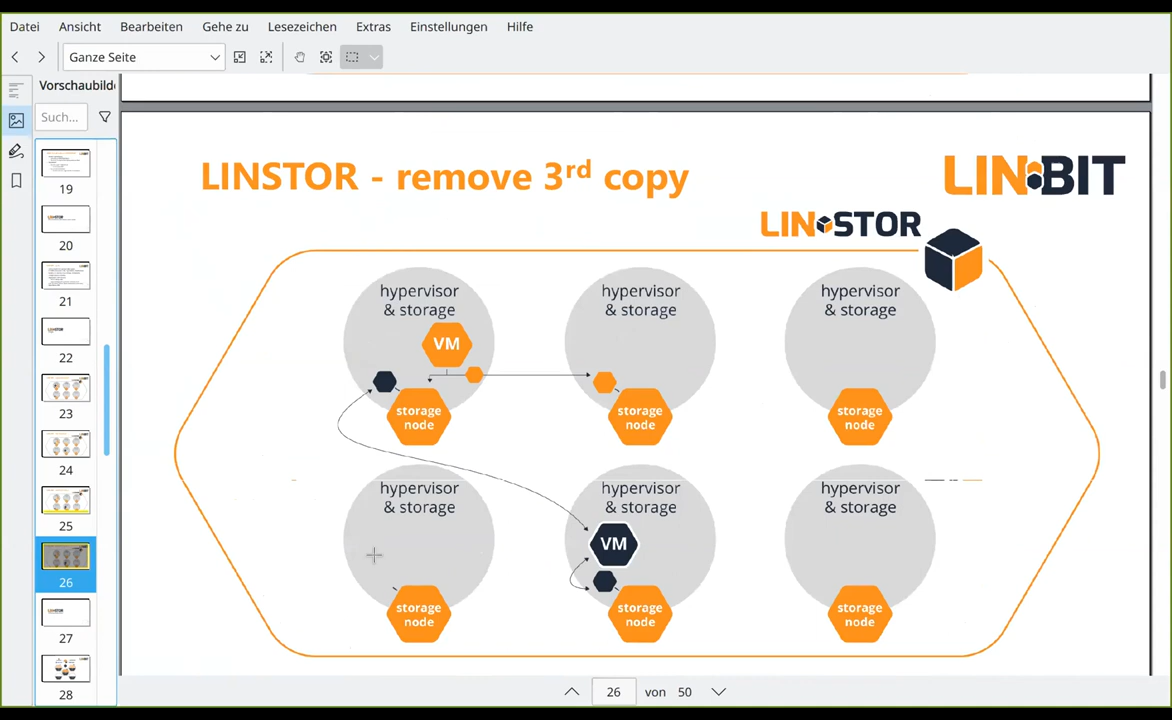 Datei Ansicht Bearbeiten Gehe zu Lesezeichen Extras Einstellungen Hilfe
Ganze Seite
Vorschaubild
Such...
19
20
21
22
23
24
25
26
27
28
LINSTOR - remove 3rd copy
LINBIT
LINSTOR
hypervisor
& storage
VM
storage
node
hypervisor
& storage
storage
node
hypervisor
& storage
storage
node
hypervisor
& storage
storage
node
hypervisor
& storage
VM
storage
node
hypervisor
& storage
storage
node
26 von 50